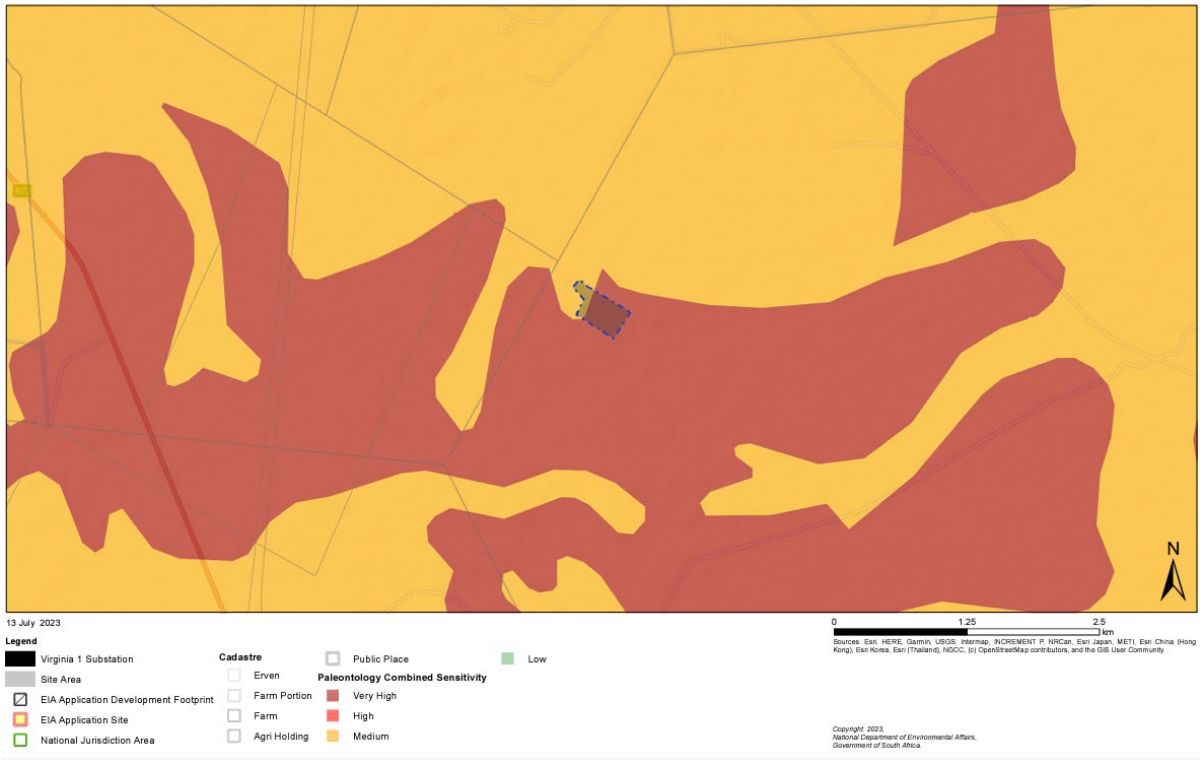 N
13 July 2023
0 1.25 2.5
km
Sources: Esri, HERE, Garmin, USGS, Intermap, INCREMENT P, NRCan, Esri Japan, METI, Esri China (Hong
Kong), Esri Korea, Esri (Thailand), NGCC, (c) OpenStreetMap contributors, and the GIS User Community
Legend
Virginia 1 Substation
Site Area
EIA Application Development Footprint
EIA Application Site
National Jurisdiction Area
Cadastre
Erven
Farm Portion
Farm
Agri Holding
Public Place
Paleontology Combined Sensitivity
Very High
High
Medium
Low
Copyright: 2023,
National Department of Environmental Affairs,
Government of South Africa.